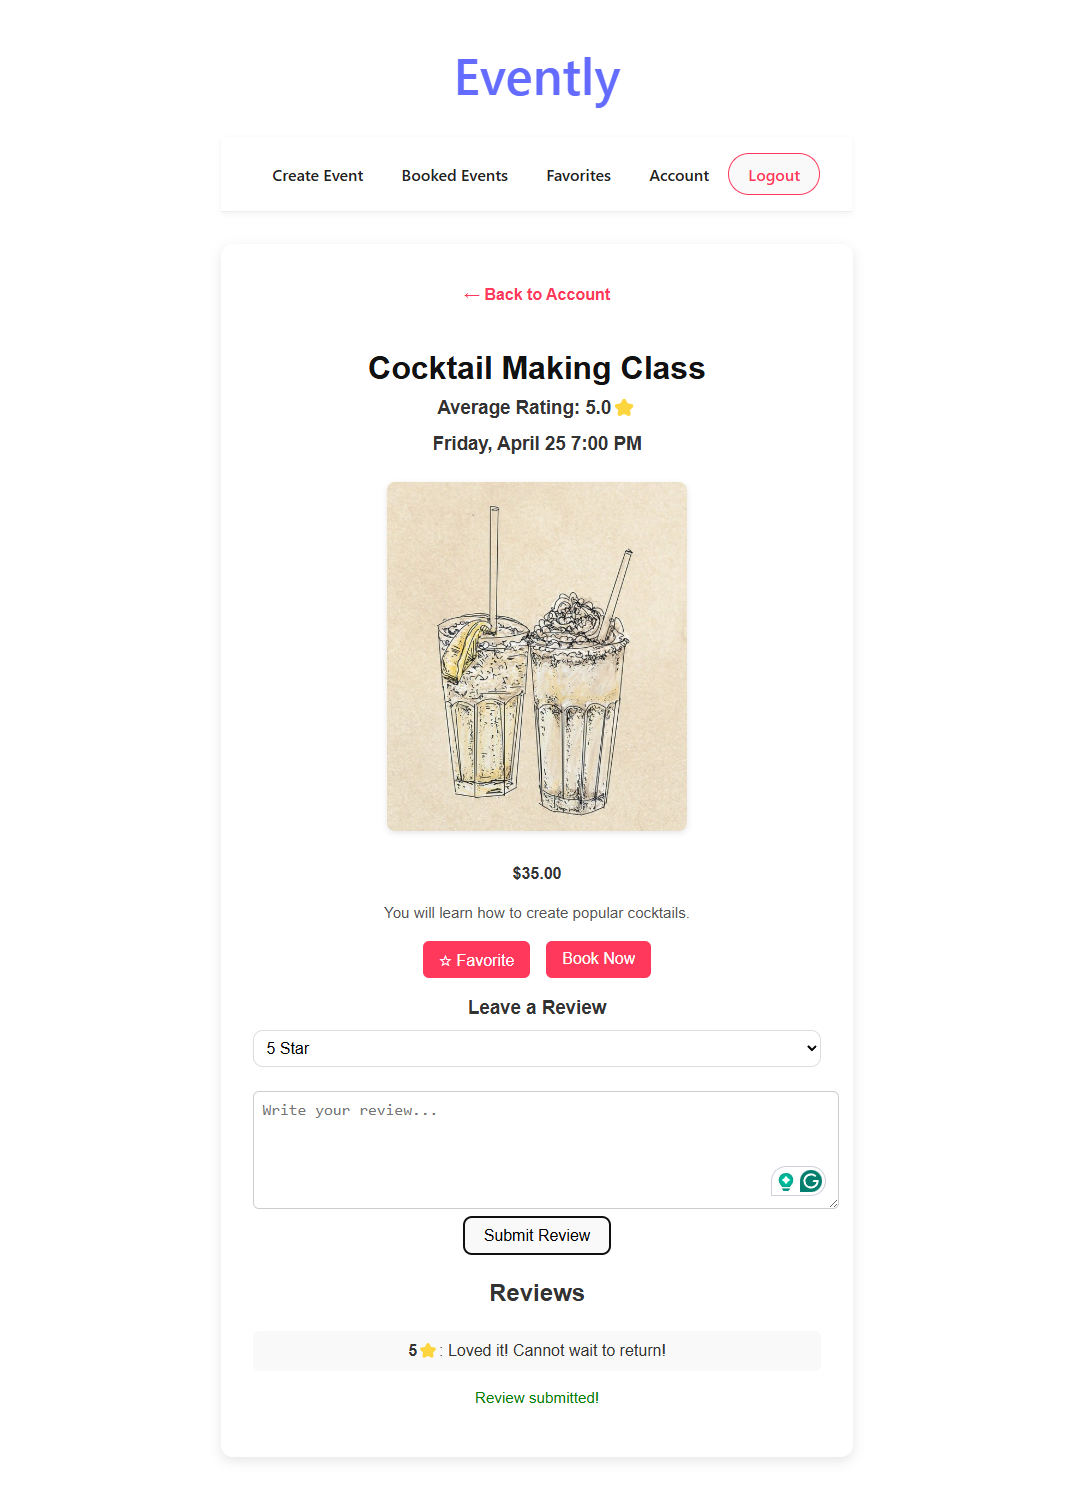 Evently
Create Event Booked Events Favorites Account Logout
← Back to Account
Cocktail Making Class
Average Rating: 5.0 ⭐
Friday, April 25 7:00 PM
$35.00
You will learn how to create popular cocktails.
☆ Favorite Book Now
Leave a Review
5 Star
Write your review...
Submit Review
Reviews
5 ⭐ : Loved it! Cannot wait to return!
Review submitted!